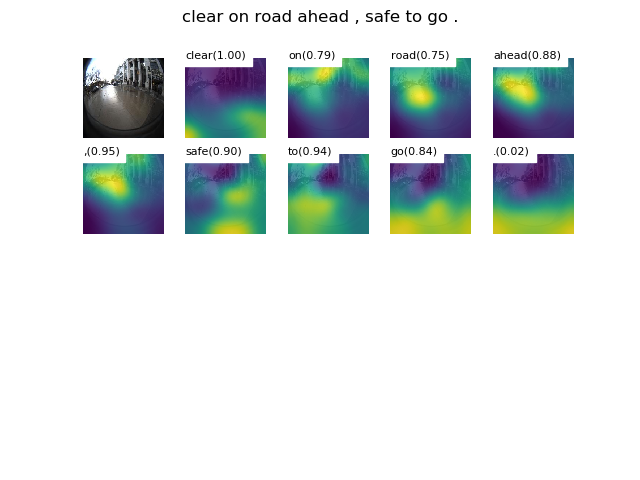 clear on road ahead , safe to go .
clear(1.00) on(0.79) road(0.75) ahead(0.88)
,(0.95) safe(0.90) to(0.94) go(0.84) .(0.02)